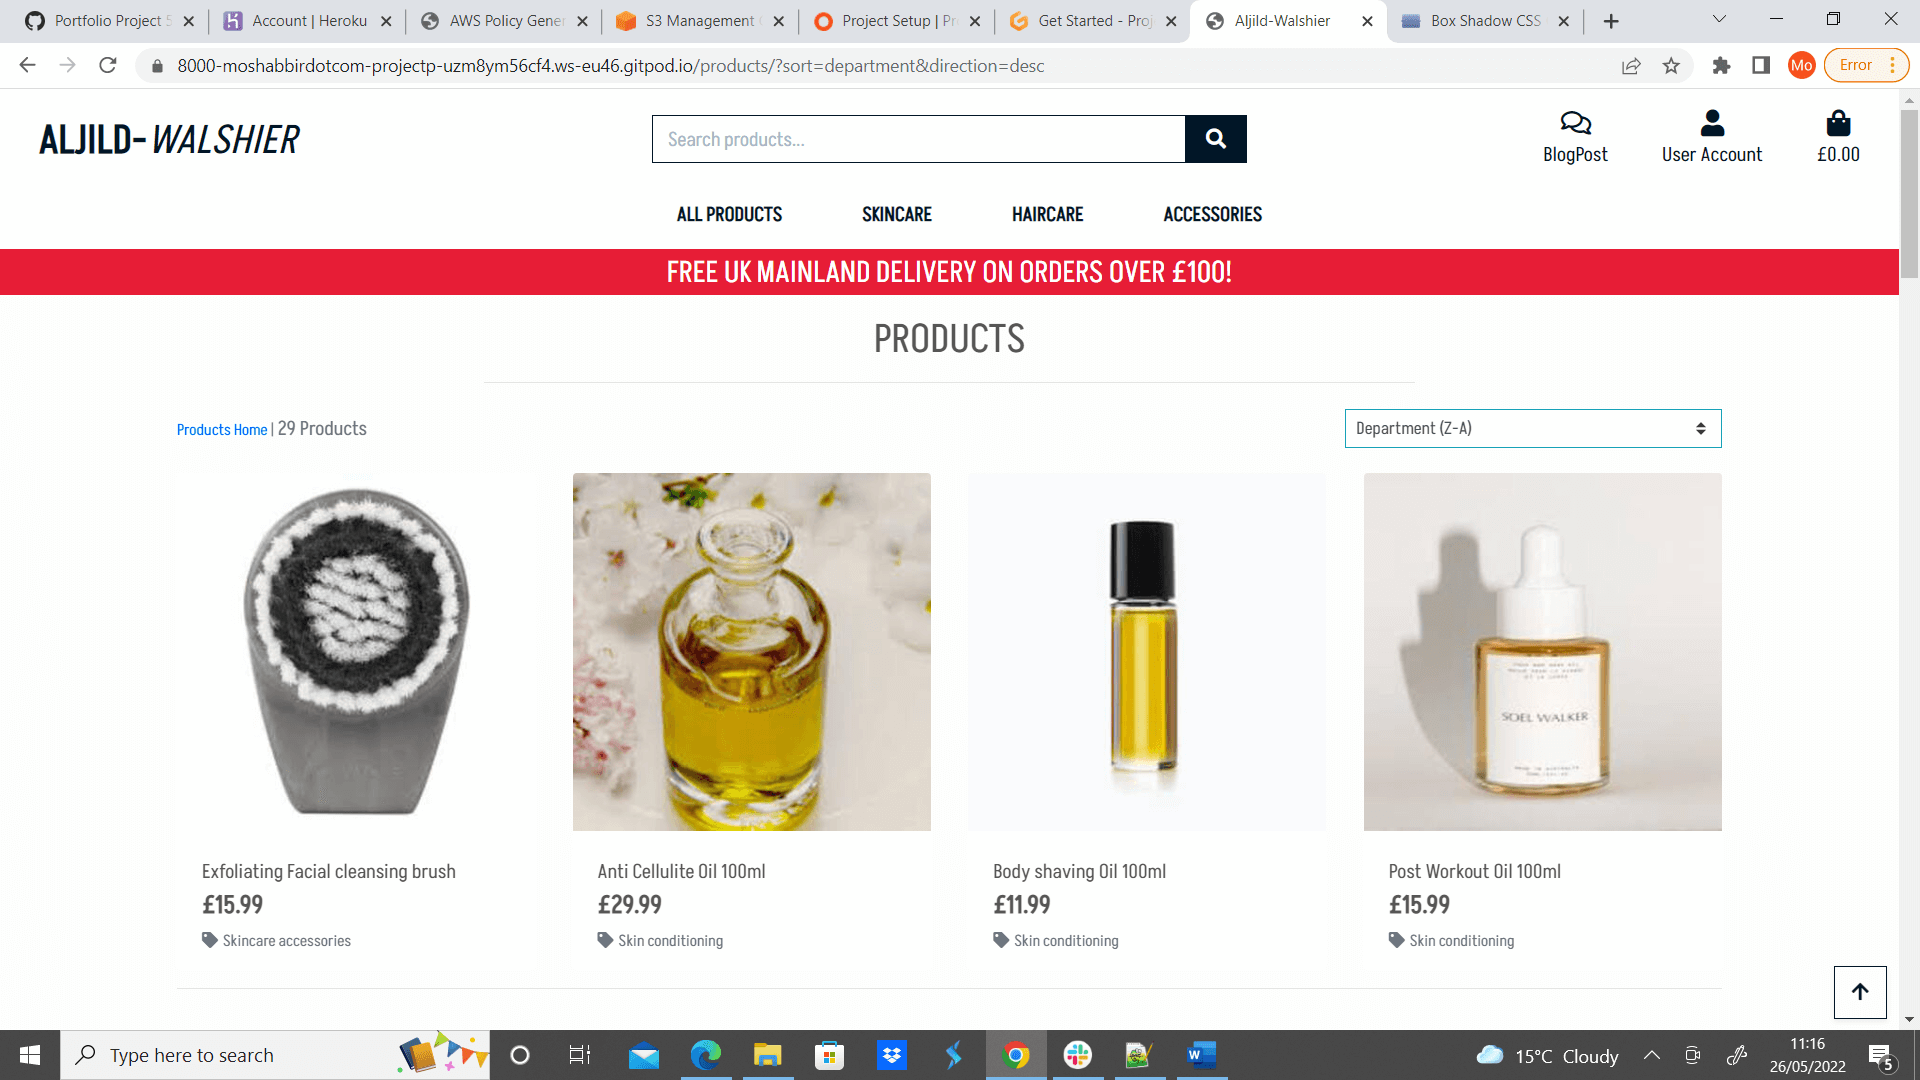 Portfolio Project 5
Account | Heroku
AWS Policy Gener
S3 Management C
Project Setup | Pr
Get Started - Proj
Aljild-Walshier
Box Shadow CSS
8000-moshabbirdotcom-projectp-uzm8ym56cf4.ws-eu46.gitpod.io/products/?sort=department&direction=desc
Mo
Error
ALJILD-WALSHIER
Search products...
BlogPost
User Account
£0.00
ALL PRODUCTS
SKINCARE
HAIRCARE
ACCESSORIES
FREE UK MAINLAND DELIVERY ON ORDERS OVER £100!
PRODUCTS
Products Home | 29 Products
Department (Z-A)
SOEL WALKER
Exfoliating Facial cleansing brush
£15.99
Skincare accessories
Anti Cellulite Oil 100ml
£29.99
Skin conditioning
Body shaving Oil 100ml
£11.99
Skin conditioning
Post Workout Oil 100ml
£15.99
Skin conditioning
Type here to search
15°C Cloudy
11:16
26/05/2022
5